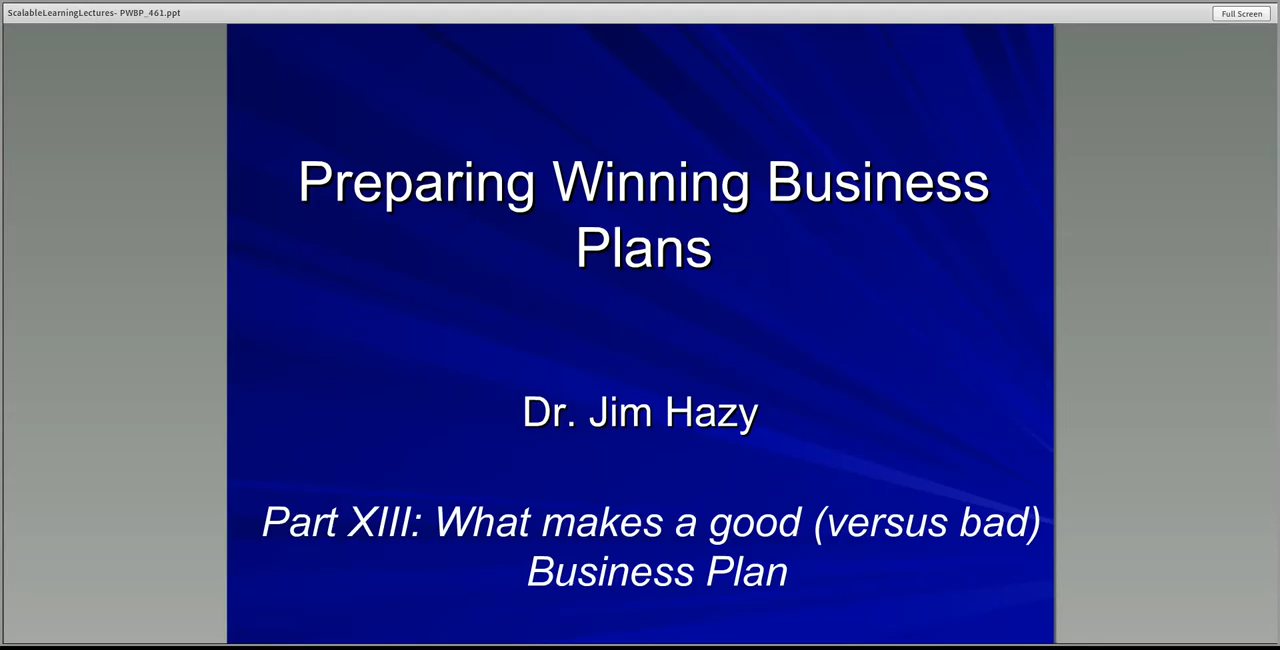 ScalableLearningLectures- PWBP_461.ppt
Full Screen
Preparing Winning Business
Plans
Dr. Jim Hazy
Part XIII: What makes a good (versus bad)
Business Plan